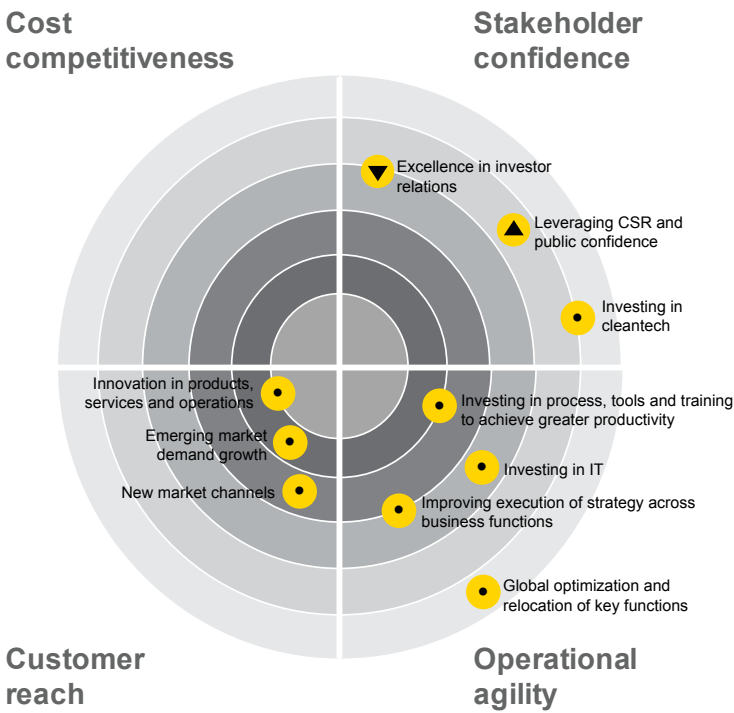 Cost
competitiveness
Stakeholder
confidence
Excellence in investor
relations
Leveraging CSR and
public confidence
Investing in
cleantech
Innovation in products,
services and operations
Emerging market
demand growth
New market channels
Investing in process, tools and training
to achieve greater productivity
Investing in IT
Improving execution of strategy across
business functions
Global optimization and
relocation of key functions
Customer
reach
Operational
agility